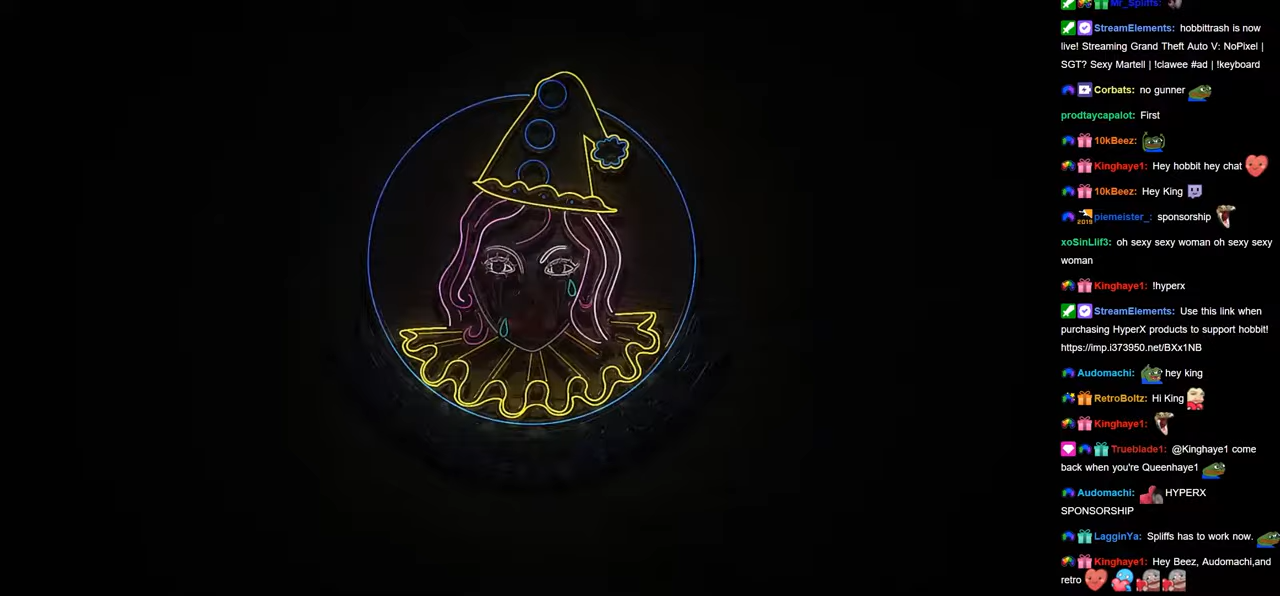 Mr_Spliffs:
StreamElements: hobbittrash is now
live! Streaming Grand Theft Auto V: NoPixel |
SGT? Sexy Martell | !clawee #ad | !keyboard
Corbats: no gunner
prodtaycapalot: First
10kBeez:
Kinghaye1: Hey hobbit hey chat
10kBeez: Hey King
2019 piemeister_: sponsorship
xoSinLlif3: oh sexy sexy woman oh sexy sexy
woman
Kinghaye1: !hyperx
StreamElements: Use this link when
purchasing HyperX products to support hobbit!
https://imp.i373950.net/BXx1NB
Audomachi: hey king
RetroBoltz: Hi King
Kinghaye1:
Trueblade1: @Kinghaye1 come
back when you're Queenhaye1
Audomachi: HYPERX
SPONSORSHIP
LagginYa: Spliffs has to work now.
Kinghaye1: Hey Beez, Audomachi,and
retro